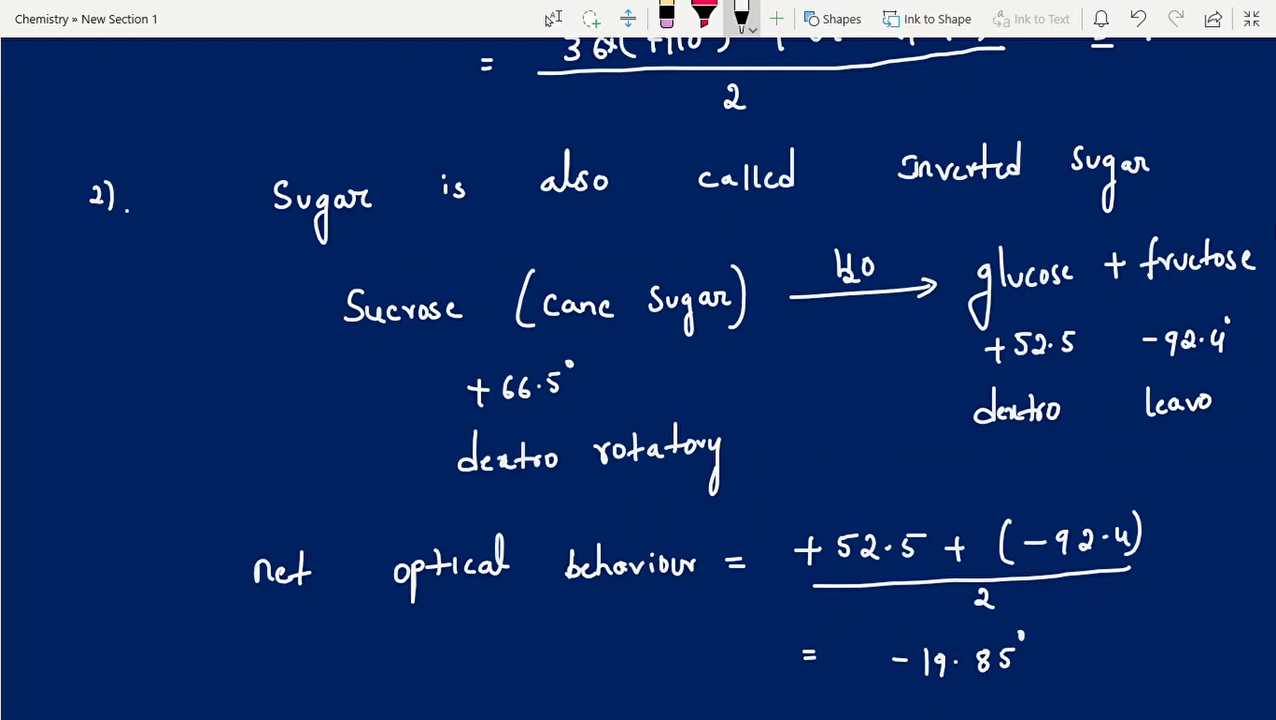 Chemistry » New Section 1
Shapes
Ink to Shape
Ink to Text
=
2
2). Sugar is also called Inverted Sugar
Sucrose (cane Sugar) H2O → glucose + fructose
+66.5° +52.5 -92.4°
dextro rotatory dextro leavo
net optical behaviour = +52.5 + (-92.4)
2
= -19.85°